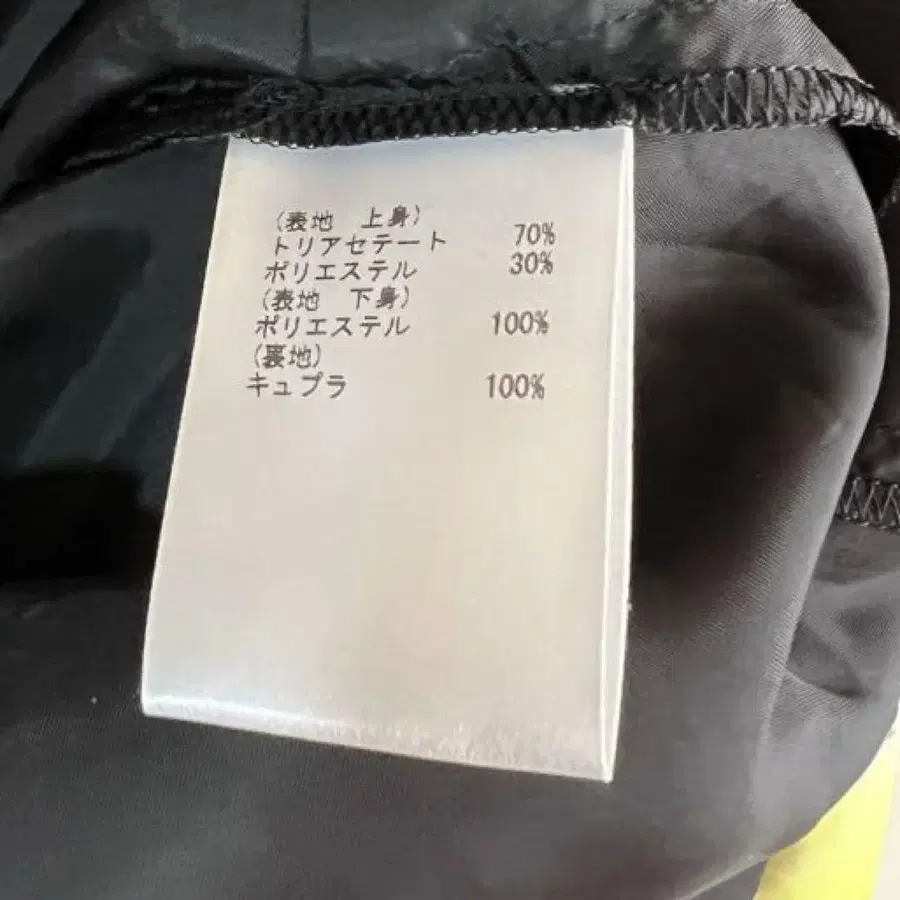 (表地　上身)
トリアセテート 70%
ポリエステル 30%
(表地　下身)
ポリエステル 100%
(裏地)
キュプラ 100%